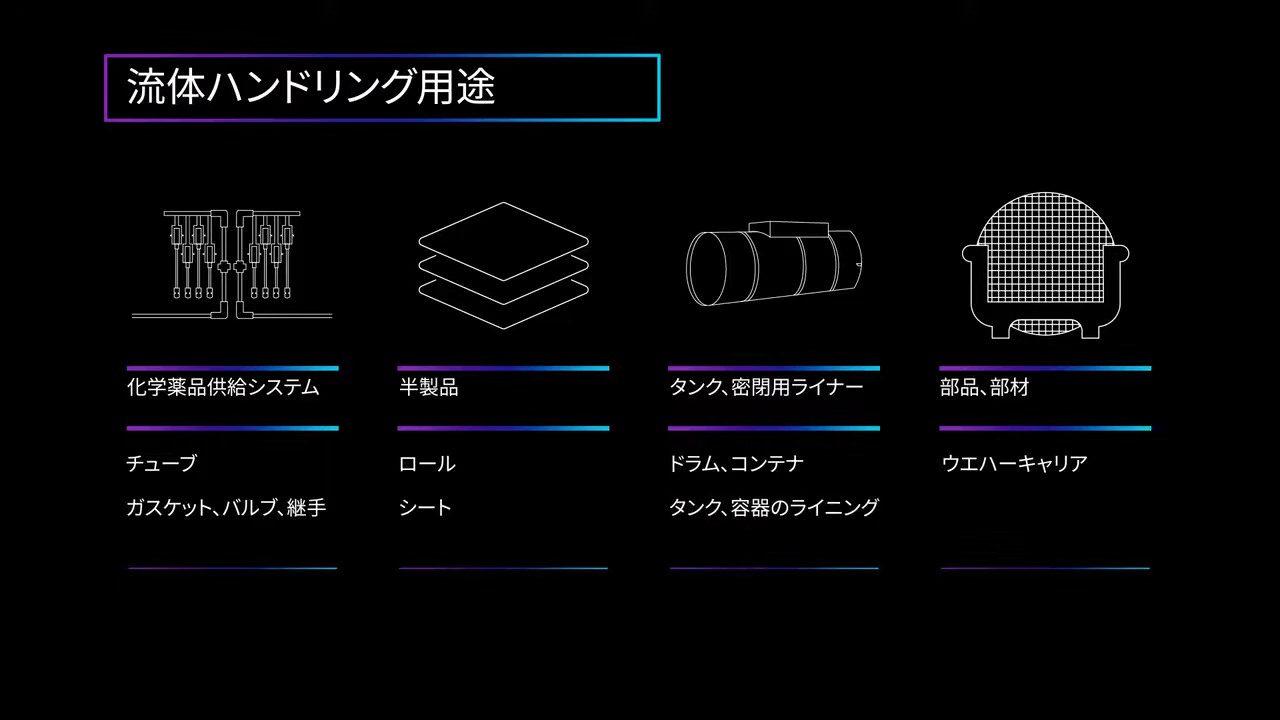 流体ハンドリング用途
化学薬品供給システム
チューブ
ガスケット、バルブ、継手
半製品
ロール
シート
タンク、密閉用ライナー
ドラム、コンテナ
タンク、容器のライニング
部品、部材
ウエハーキャリア